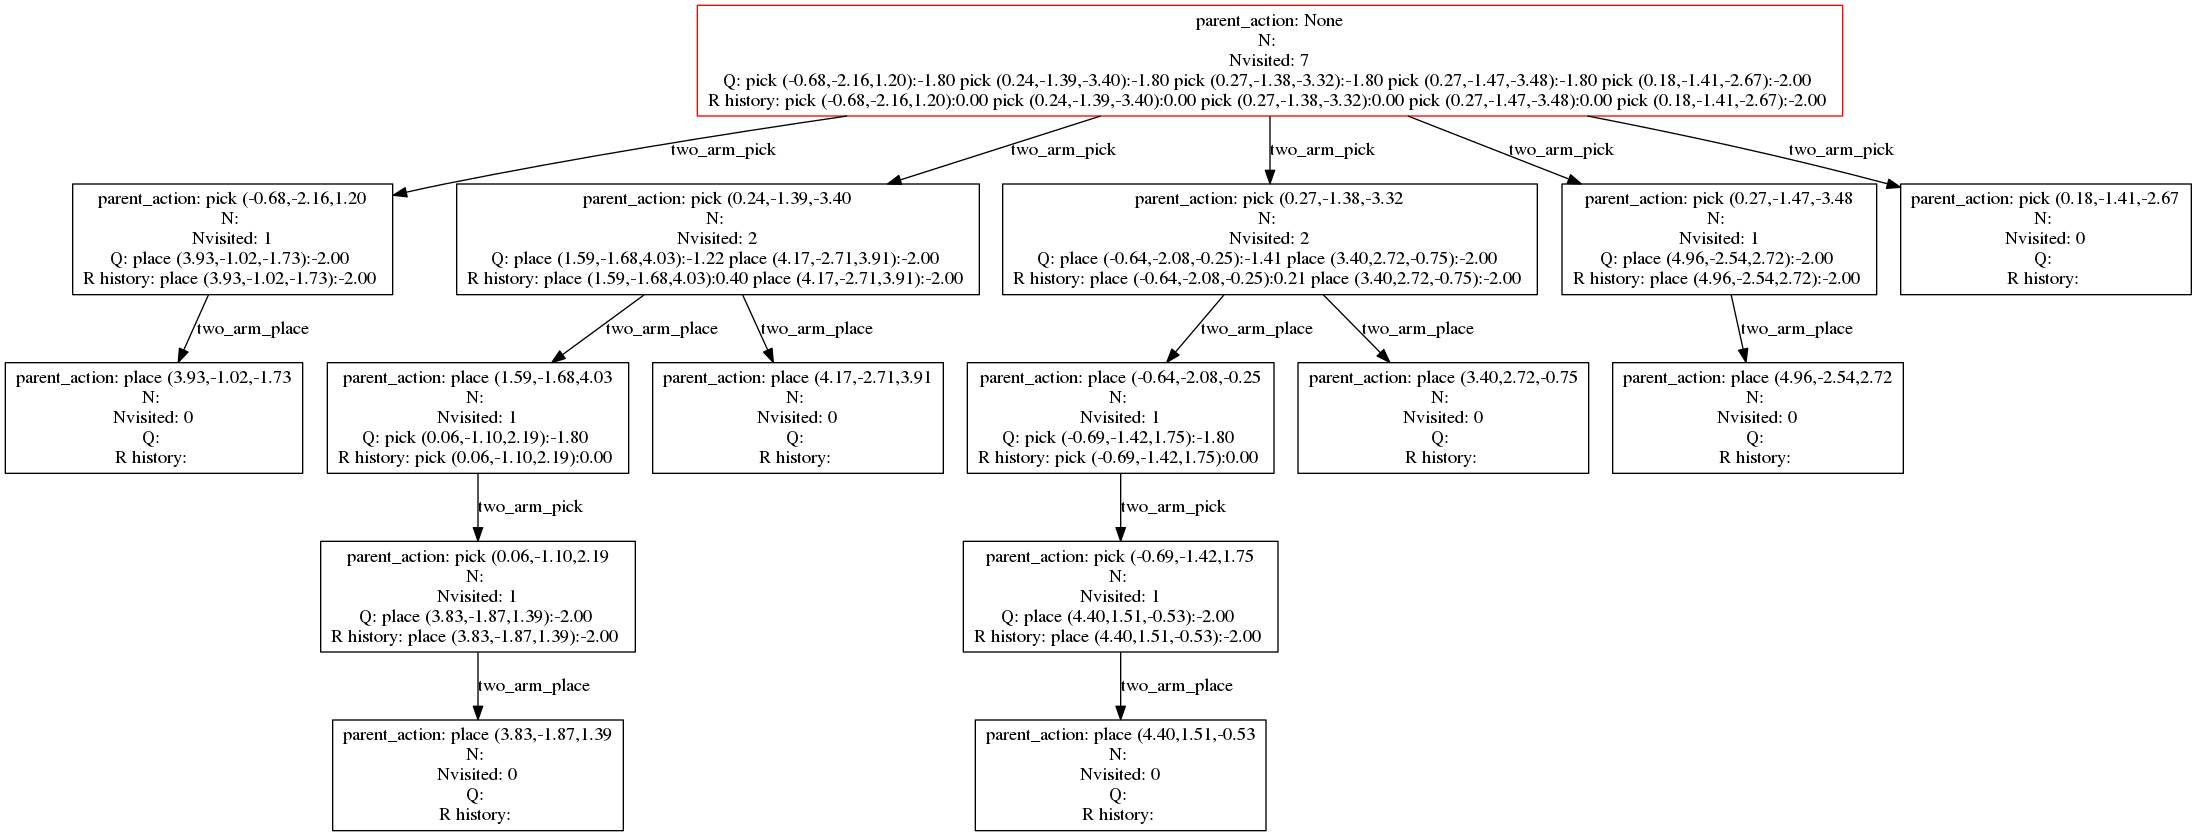 parent_action: None
N:
Nvisited: 7
Q: pick (-0.68,-2.16,1.20):-1.80 pick (0.24,-1.39,-3.40):-1.80 pick (0.27,-1.38,-3.32):-1.80 pick (0.27,-1.47,-3.48):-1.80 pick (0.18,-1.41,-2.67):-2.00
R history: pick (-0.68,-2.16,1.20):0.00 pick (0.24,-1.39,-3.40):0.00 pick (0.27,-1.38,-3.32):0.00 pick (0.27,-1.47,-3.48):0.00 pick (0.18,-1.41,-2.67):-2.00
two_arm_pick
two_arm_pick
two_arm_pick
two_arm_pick
two_arm_pick
parent_action: pick (-0.68,-2.16,1.20
N:
Nvisited: 1
Q: place (3.93,-1.02,-1.73):-2.00
R history: place (3.93,-1.02,-1.73):-2.00
parent_action: pick (0.24,-1.39,-3.40
N:
Nvisited: 2
Q: place (1.59,-1.68,4.03):-1.22 place (4.17,-2.71,3.91):-2.00
R history: place (1.59,-1.68,4.03):0.40 place (4.17,-2.71,3.91):-2.00
parent_action: pick (0.27,-1.38,-3.32
N:
Nvisited: 2
Q: place (-0.64,-2.08,-0.25):-1.41 place (3.40,2.72,-0.75):-2.00
R history: place (-0.64,-2.08,-0.25):0.21 place (3.40,2.72,-0.75):-2.00
parent_action: pick (0.27,-1.47,-3.48
N:
Nvisited: 1
Q: place (4.96,-2.54,2.72):-2.00
R history: place (4.96,-2.54,2.72):-2.00
parent_action: pick (0.18,-1.41,-2.67
N:
Nvisited: 0
Q:
R history:
two_arm_place
two_arm_place
two_arm_place
two_arm_place
two_arm_place
two_arm_place
parent_action: place (3.93,-1.02,-1.73
N:
Nvisited: 0
Q:
R history:
parent_action: place (1.59,-1.68,4.03
N:
Nvisited: 1
Q: pick (0.06,-1.10,2.19):-1.80
R history: pick (0.06,-1.10,2.19):0.00
parent_action: place (4.17,-2.71,3.91
N:
Nvisited: 0
Q:
R history:
parent_action: place (-0.64,-2.08,-0.25
N:
Nvisited: 1
Q: pick (-0.69,-1.42,1.75):-1.80
R history: pick (-0.69,-1.42,1.75):0.00
parent_action: place (3.40,2.72,-0.75
N:
Nvisited: 0
Q:
R history:
parent_action: place (4.96,-2.54,2.72
N:
Nvisited: 0
Q:
R history:
two_arm_pick
two_arm_pick
parent_action: pick (0.06,-1.10,2.19
N:
Nvisited: 1
Q: place (3.83,-1.87,1.39):-2.00
R history: place (3.83,-1.87,1.39):-2.00
parent_action: pick (-0.69,-1.42,1.75
N:
Nvisited: 1
Q: place (4.40,1.51,-0.53):-2.00
R history: place (4.40,1.51,-0.53):-2.00
two_arm_place
two_arm_place
parent_action: place (3.83,-1.87,1.39
N:
Nvisited: 0
Q:
R history:
parent_action: place (4.40,1.51,-0.53
N:
Nvisited: 0
Q:
R history: